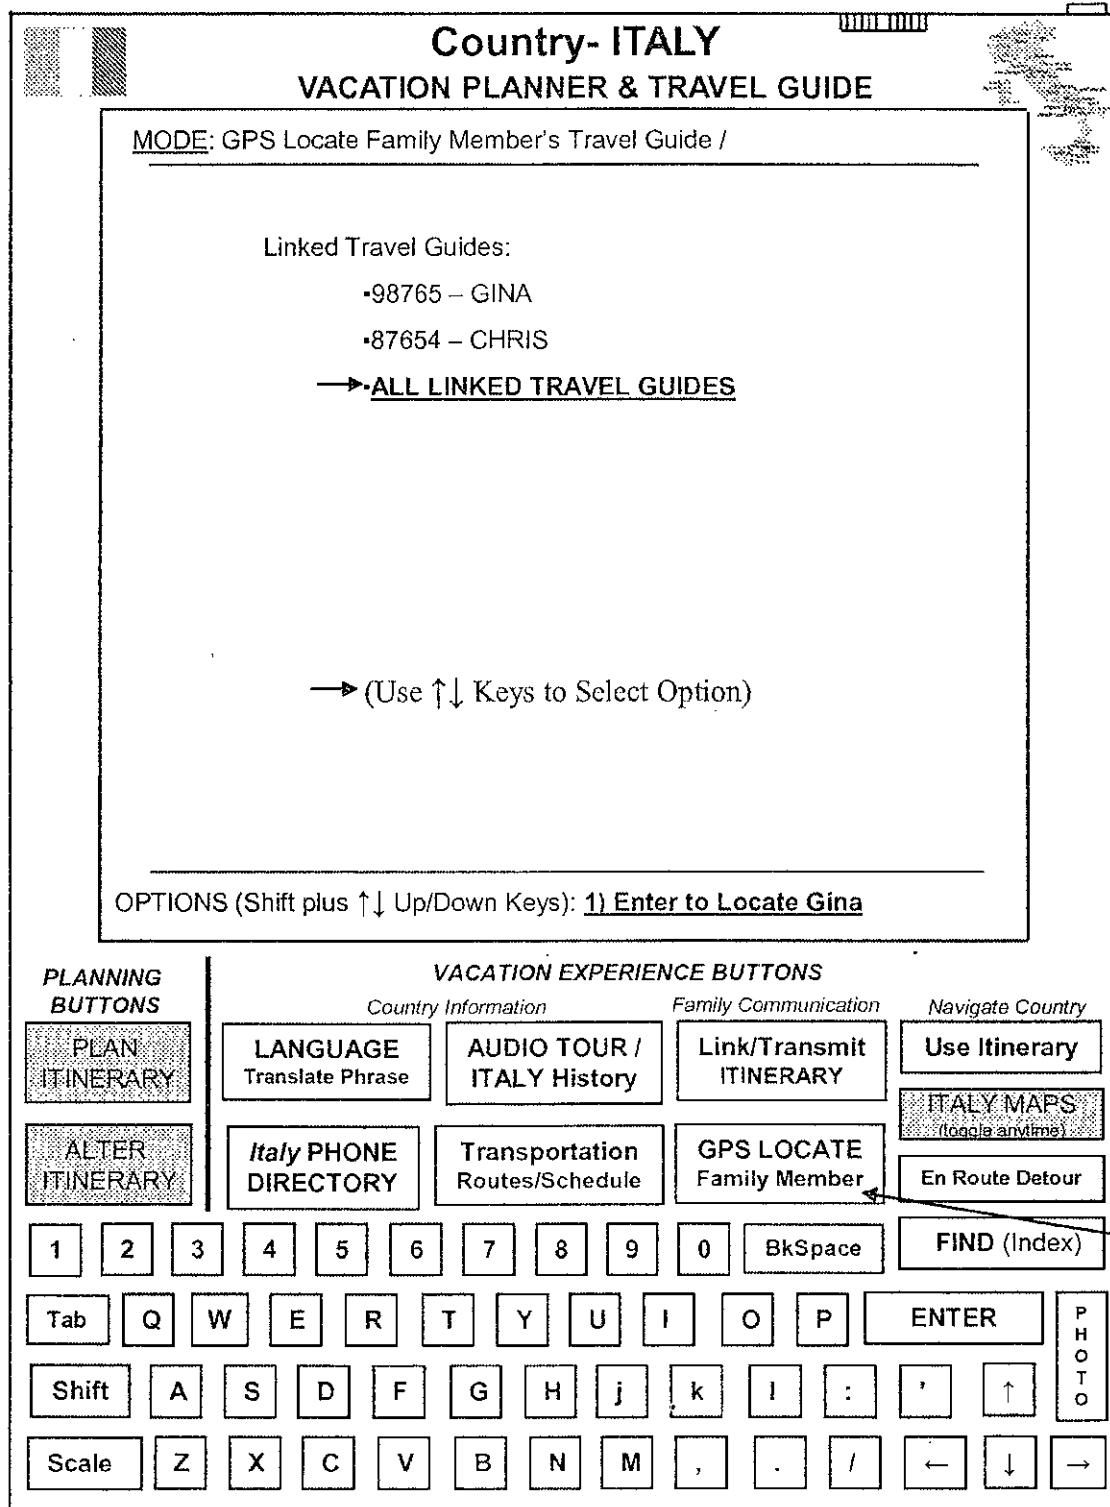 Country- ITALY
VACATION PLANNER & TRAVEL GUIDE
MODE: GPS Locate Family Member's Travel Guide /
Linked Travel Guides:
▪98765 – GINA
▪87654 – CHRIS
→▪ALL LINKED TRAVEL GUIDES
→ (Use ↑↓ Keys to Select Option)
OPTIONS (Shift plus ↑↓ Up/Down Keys): 1) Enter to Locate Gina
PLANNING
BUTTONS
VACATION EXPERIENCE BUTTONS
Country Information
Family Communication
Navigate Country
PLAN
ITINERARY
LANGUAGE
Translate Phrase
AUDIO TOUR /
ITALY History
Link/Transmit
ITINERARY
Use Itinerary
ITALY MAPS
(toggle anytime)
ALTER
ITINERARY
Italy PHONE
DIRECTORY
Transportation
Routes/Schedule
GPS LOCATE
Family Member
En Route Detour
FIND (Index)
1 2 3 4 5 6 7 8 9 0 BkSpace
Tab Q W E R T Y U I O P ENTER
PHOTO
Shift A S D F G H j k l : ' ↑
Scale Z X C V B N M , . / ← ↓ →